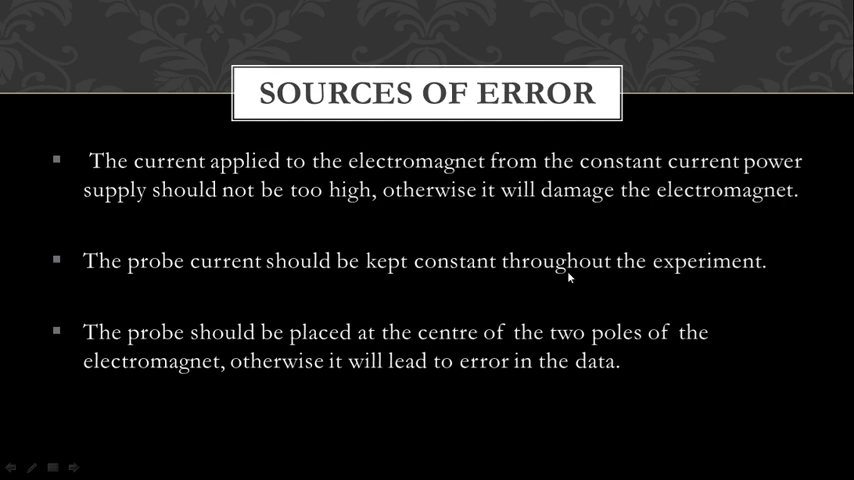 SOURCES OF ERROR
The current applied to the electromagnet from the constant current power
supply should not be too high, otherwise it will damage the electromagnet.
The probe current should be kept constant throughout the experiment.
The probe should be placed at the centre of the two poles of the
electromagnet, otherwise it will lead to error in the data.